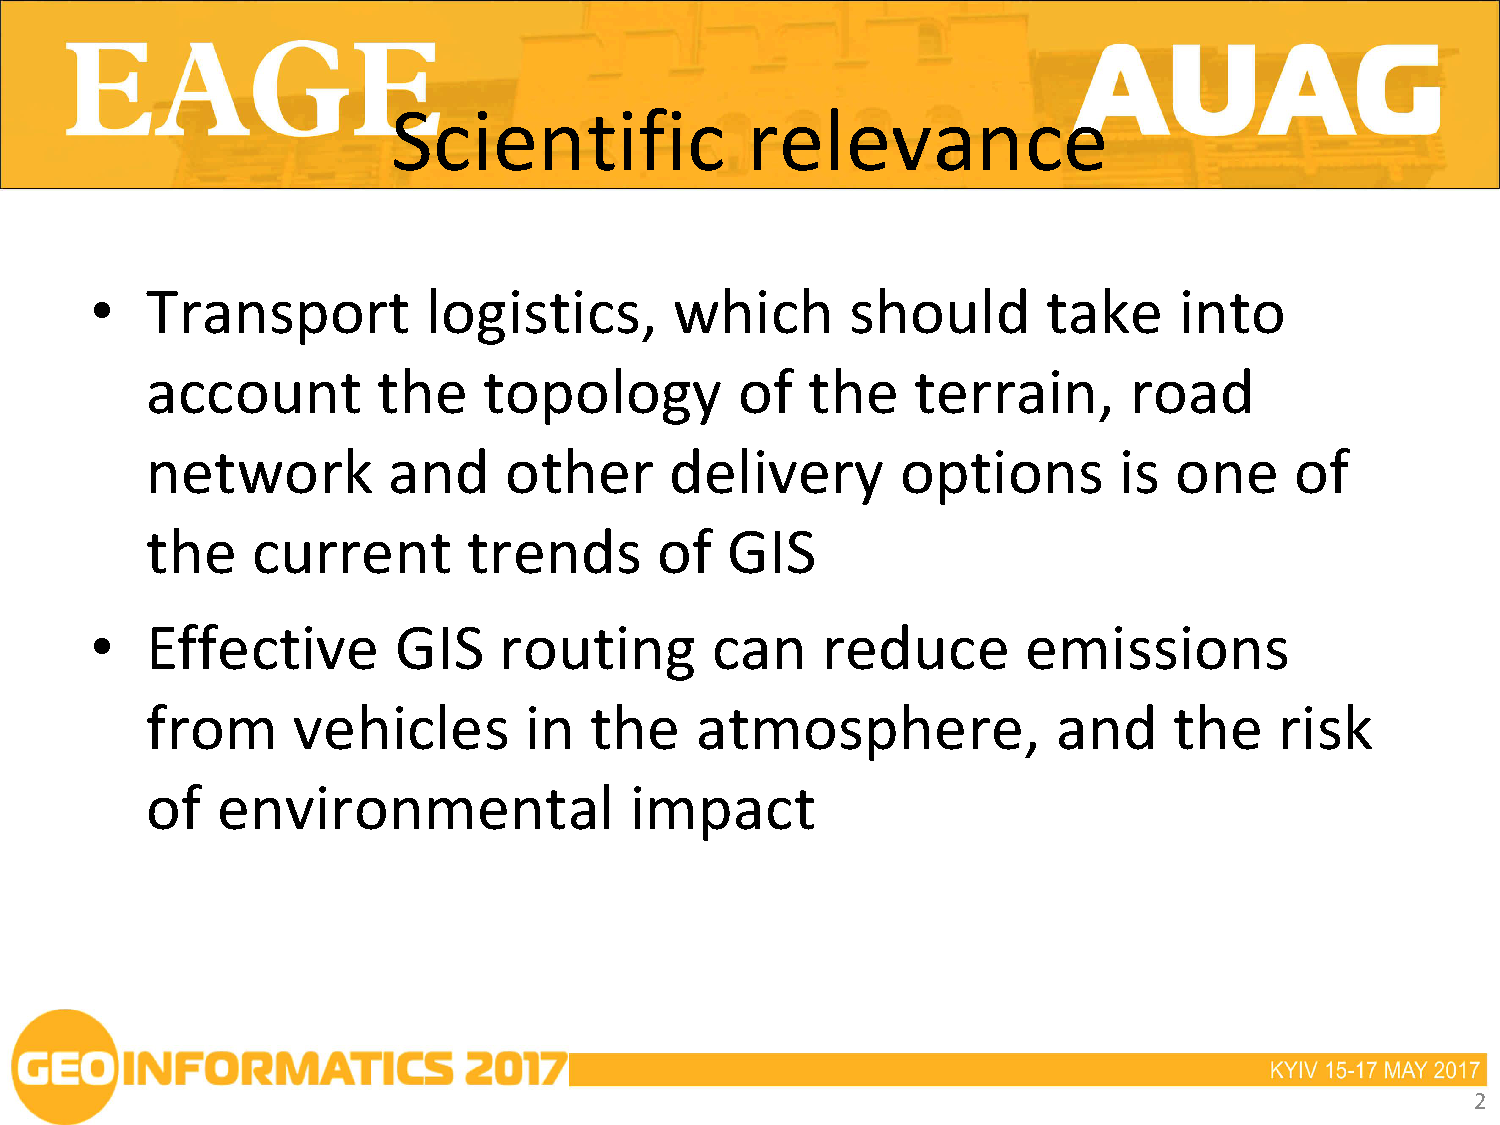 EAGE
AUAG
Scientific relevance
• Transport logistics, which should take into
account the topology of the terrain, road
network and other delivery options is one of
the current trends of GIS
• Effective GIS routing can reduce emissions
from vehicles in the atmosphere, and the risk
of environmental impact
GEOINFORMATICS 2017
KYIV 15-17 MAY 2017
2